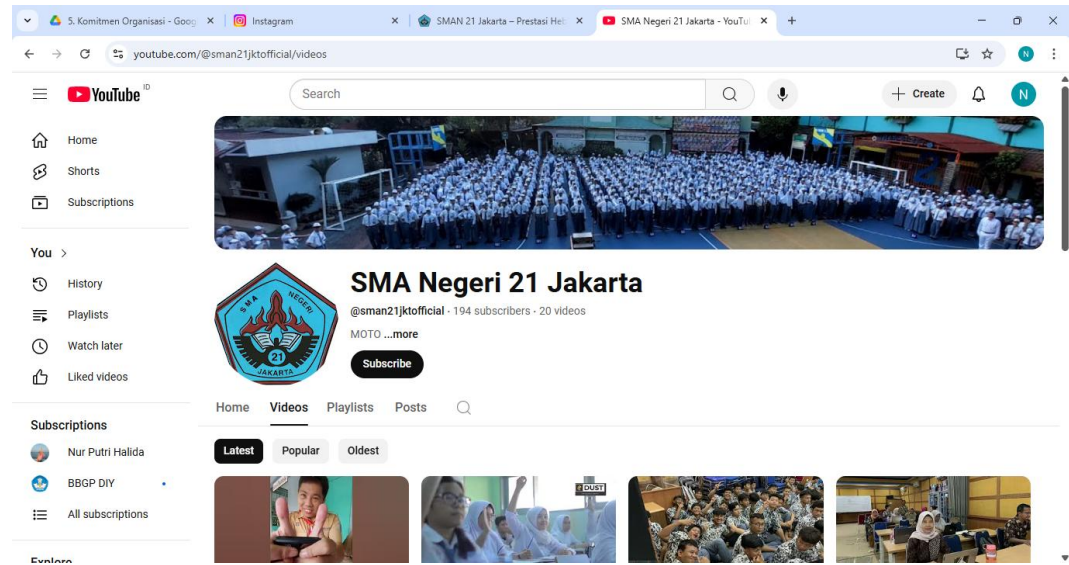 5. Komitmen Organisasi - Goog
Instagram
SMAN 21 Jakarta – Prestasi Heb
SMA Negeri 21 Jakarta - YouTu
youtube.com/@sman21jktofficial/videos
N
YouTube ID
Search
Create
N
Home
Shorts
Subscriptions
You
History
Playlists
Watch later
Liked videos
Subscriptions
Nur Putri Halida
BBGP DIY
All subscriptions
Explore
SMA NEGERI
21
JAKARTA
SMA Negeri 21 Jakarta
@sman21jktofficial · 194 subscribers · 20 videos
MOTO ...more
Subscribe
Home Videos Playlists Posts
Latest Popular Oldest
DUST